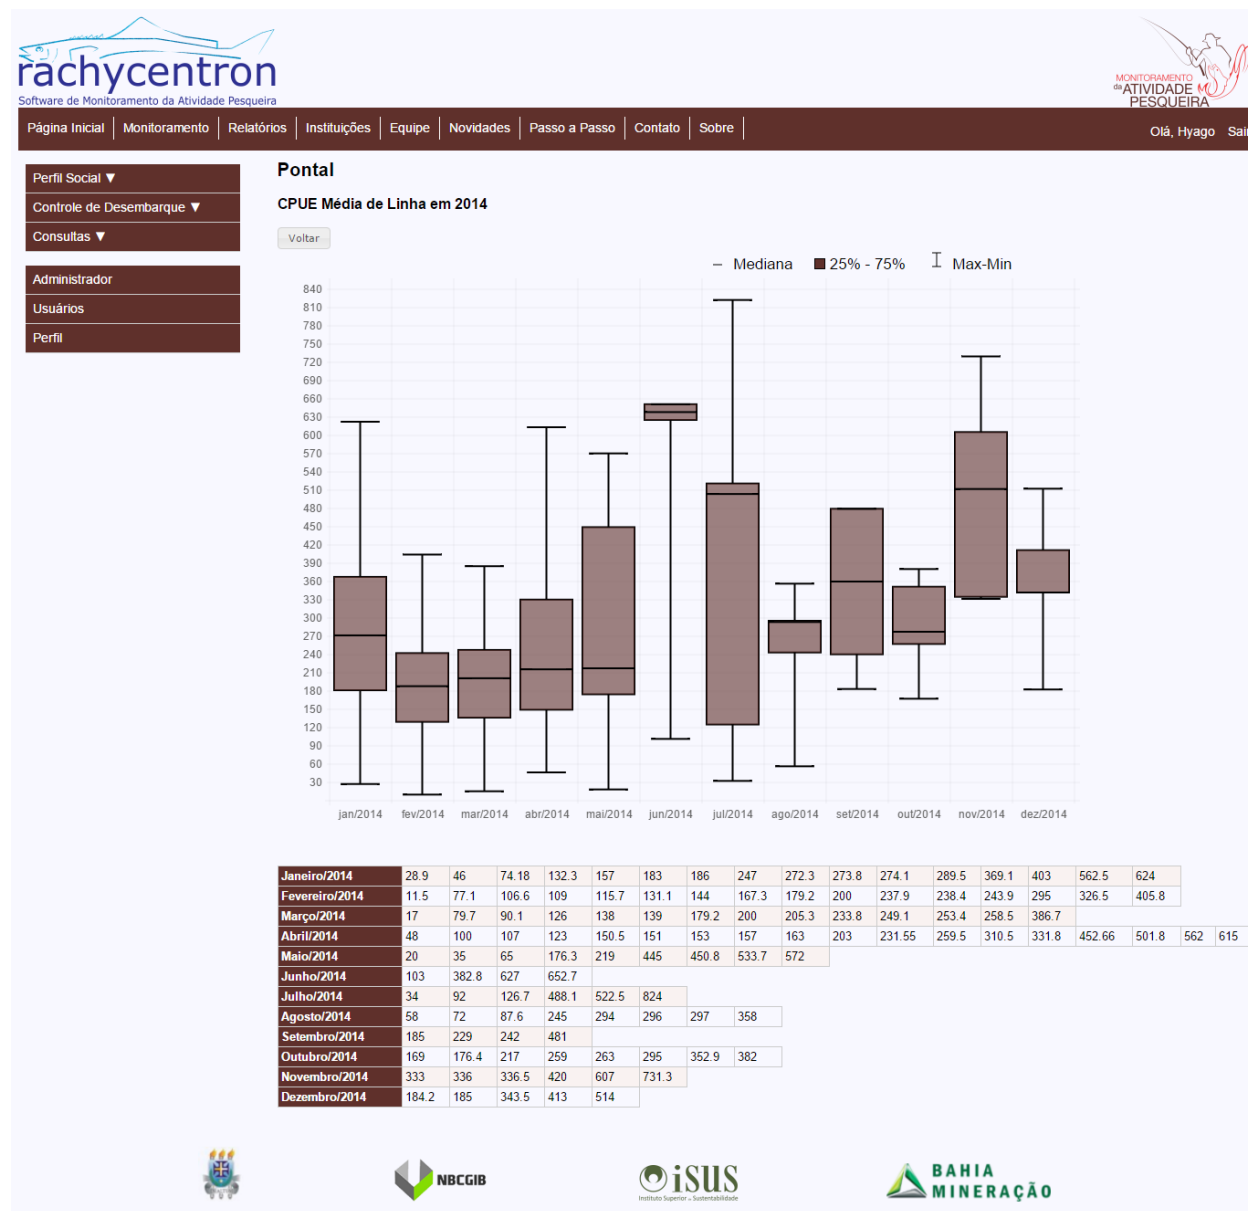 rachycentron
Software de Monitoramento da Atividade Pesqueira
MONITORAMENTO
da ATIVIDADE
PESQUEIRA
Página Inicial Monitoramento Relatórios Instituições Equipe Novidades Passo a Passo Contato Sobre Olá, Hyago Sair
Perfil Social ▼
Controle de Desembarque ▼
Consultas ▼
Administrador
Usuários
Perfil
Pontal
CPUE Média de Linha em 2014
Voltar
Mediana 25% - 75% Max-Min
840
810
780
750
720
690
660
630
600
570
540
510
480
450
420
390
360
330
300
270
240
210
180
150
120
90
60
30
jan/2014 fev/2014 mar/2014 abr/2014 mai/2014 jun/2014 jul/2014 ago/2014 set/2014 out/2014 nov/2014 dez/2014
Janeiro/2014 28.9 46 74.18 132.3 157 183 186 247 272.3 273.8 274.1 289.5 369.1 403 562.5 624
Fevereiro/2014 11.5 77.1 106.6 109 115.7 131.1 144 167.3 179.2 200 237.9 238.4 243.9 295 326.5 405.8
Março/2014 17 79.7 90.1 126 138 139 179.2 200 205.3 233.8 249.1 253.4 258.5 386.7
Abril/2014 48 100 107 123 150.5 151 153 157 163 203 231.55 259.5 310.5 331.8 452.66 501.8 562 615
Maio/2014 20 35 65 176.3 219 445 450.8 533.7 572
Junho/2014 103 382.8 627 652.7
Julho/2014 34 92 126.7 488.1 522.5 824
Agosto/2014 58 72 87.6 245 294 296 297 358
Setembro/2014 185 229 242 481
Outubro/2014 169 176.4 217 259 263 295 352.9 382
Novembro/2014 333 336 336.5 420 607 731.3
Dezembro/2014 184.2 185 343.5 413 514
NBCGIB
iSUS
Instituto Superior de Sustentabilidade
BAHIA
MINERAÇÃO